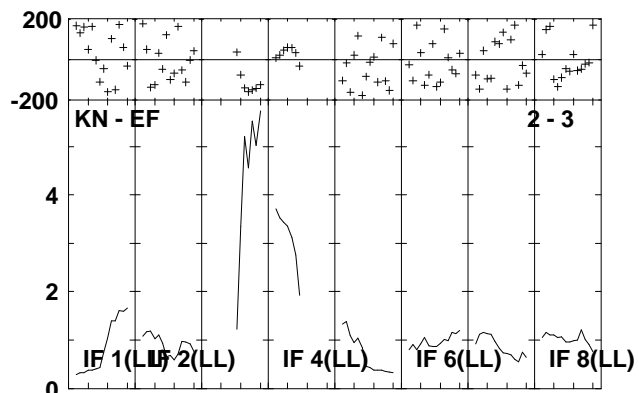 200
-200
KN - EF 2 - 3
4
2
IF 1(LL) IF 2(LL) IF 4(LL) IF 6(LL) IF 8(LL)
0